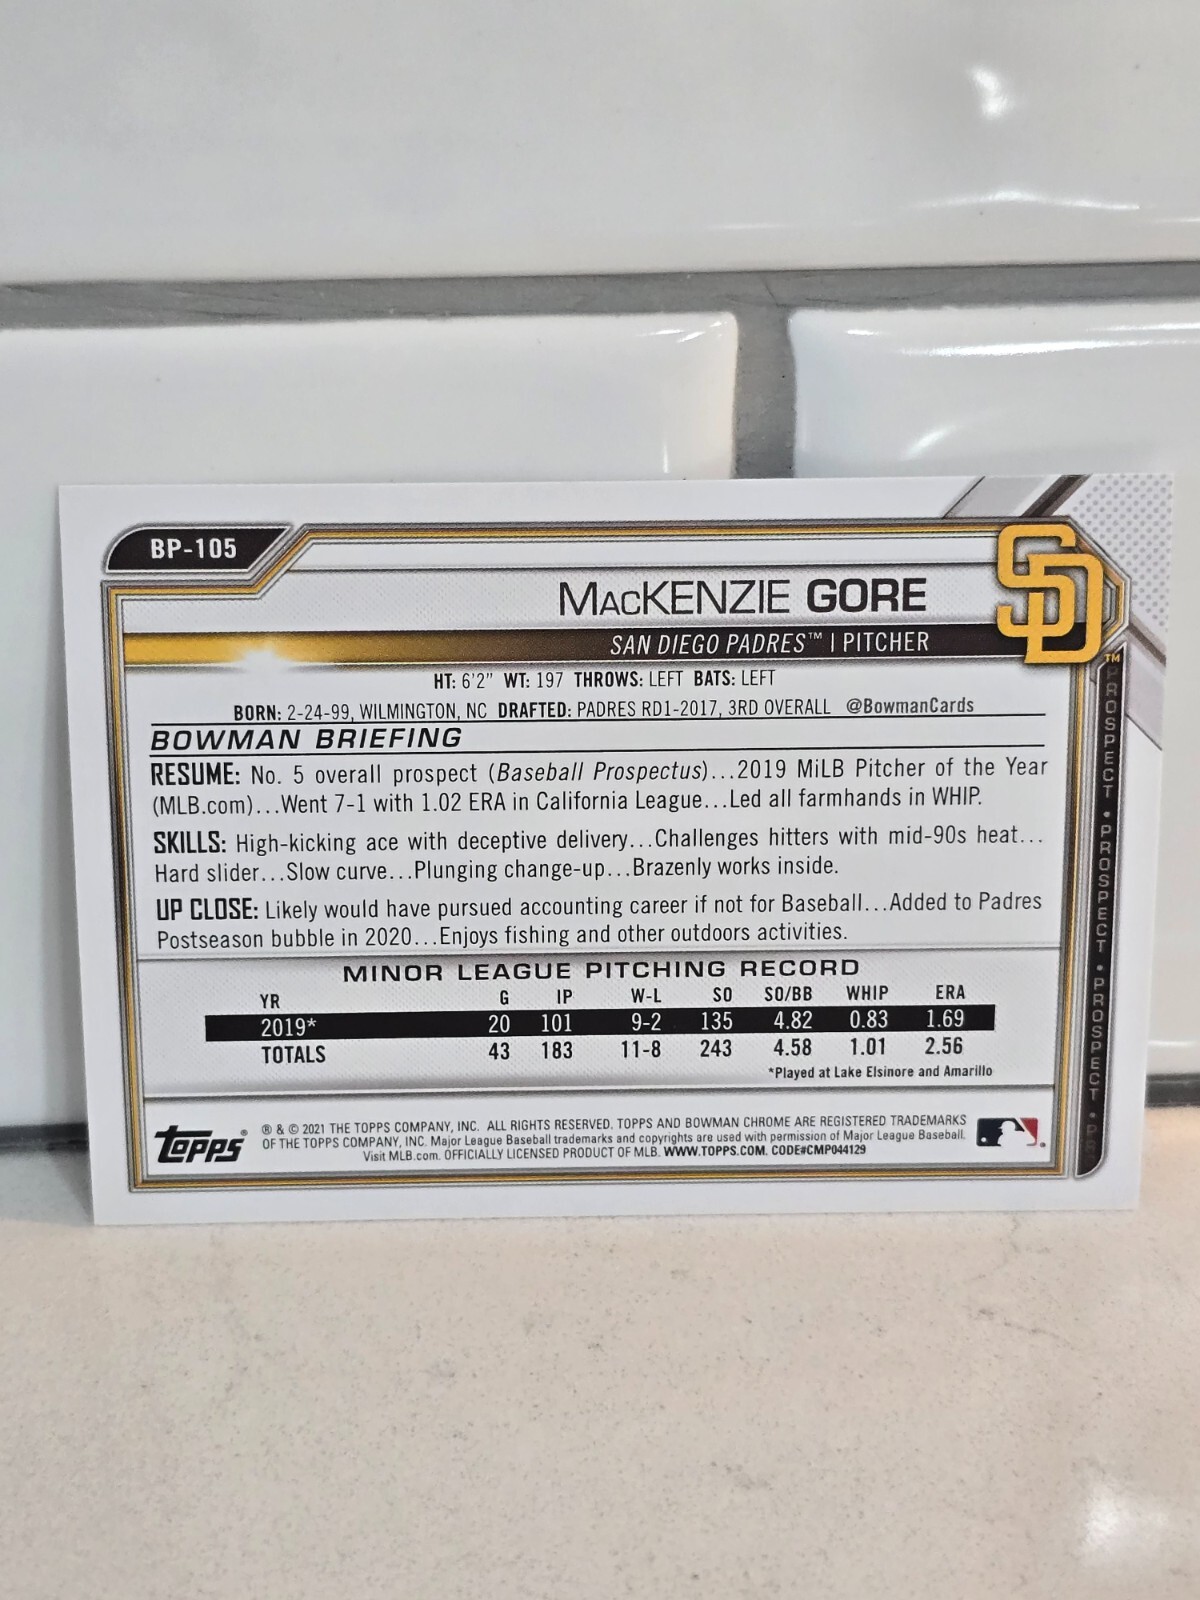 BP-105
MacKENZIE GORE
SD
SAN DIEGO PADRES™ | PITCHER
TM
HT: 6'2" WT: 197 THROWS: LEFT BATS: LEFT
BORN: 2-24-99, WILMINGTON, NC DRAFTED: PADRES RD1-2017, 3RD OVERALL @BowmanCards
BOWMAN BRIEFING
RESUME: No. 5 overall prospect (Baseball Prospectus)...2019 MiLB Pitcher of the Year
(MLB.com)...Went 7-1 with 1.02 ERA in California League...Led all farmhands in WHIP.
SKILLS: High-kicking ace with deceptive delivery...Challenges hitters with mid-90s heat...
Hard slider...Slow curve...Plunging change-up...Brazenly works inside.
UP CLOSE: Likely would have pursued accounting career if not for Baseball...Added to Padres
Postseason bubble in 2020...Enjoys fishing and other outdoors activities.
MINOR LEAGUE PITCHING RECORD
YR G IP W-L SO SO/BB WHIP ERA
2019* 20 101 9-2 135 4.82 0.83 1.69
TOTALS 43 183 11-8 243 4.58 1.01 2.56
*Played at Lake Elsinore and Amarillo
TOPPS®
® & © 2021 THE TOPPS COMPANY, INC. ALL RIGHTS RESERVED. TOPPS AND BOWMAN CHROME ARE REGISTERED TRADEMARKS
OF THE TOPPS COMPANY, INC. Major League Baseball trademarks and copyrights are used with permission of Major League Baseball.
Visit MLB.com. OFFICIALLY LICENSED PRODUCT OF MLB. WWW.TOPPS.COM. CODE#CMP044129
PROSPECT • PROSPECT • PROSPECT • PR